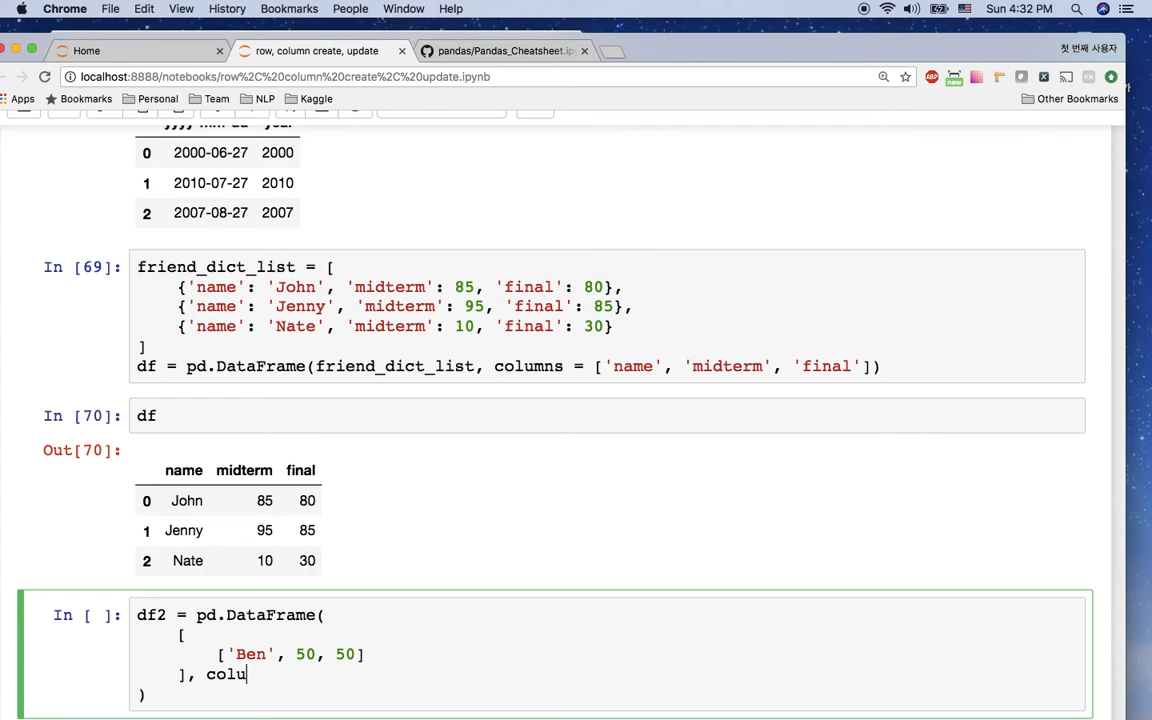 Chrome File Edit View History Bookmarks People Window Help Sun 4:32 PM
Home row, column create, update pandas/Pandas_Cheatsheet.ipy 첫 번째 사용자
localhost:8888/notebooks/row%2C%20column%20create%2C%20update.ipynb ABP new
Apps Bookmarks Personal Team NLP Kaggle Other Bookmarks
0 2000-06-27 2000
1 2010-07-27 2010
2 2007-08-27 2007
In [69]: friend_dict_list = [
{'name': 'John', 'midterm': 85, 'final': 80},
{'name': 'Jenny', 'midterm': 95, 'final': 85},
{'name': 'Nate', 'midterm': 10, 'final': 30}
]
df = pd.DataFrame(friend_dict_list, columns = ['name', 'midterm', 'final'])
In [70]: df
Out[70]:
name midterm final
0 John 85 80
1 Jenny 95 85
2 Nate 10 30
In [ ]: df2 = pd.DataFrame(
[
['Ben', 50, 50]
], colu
)